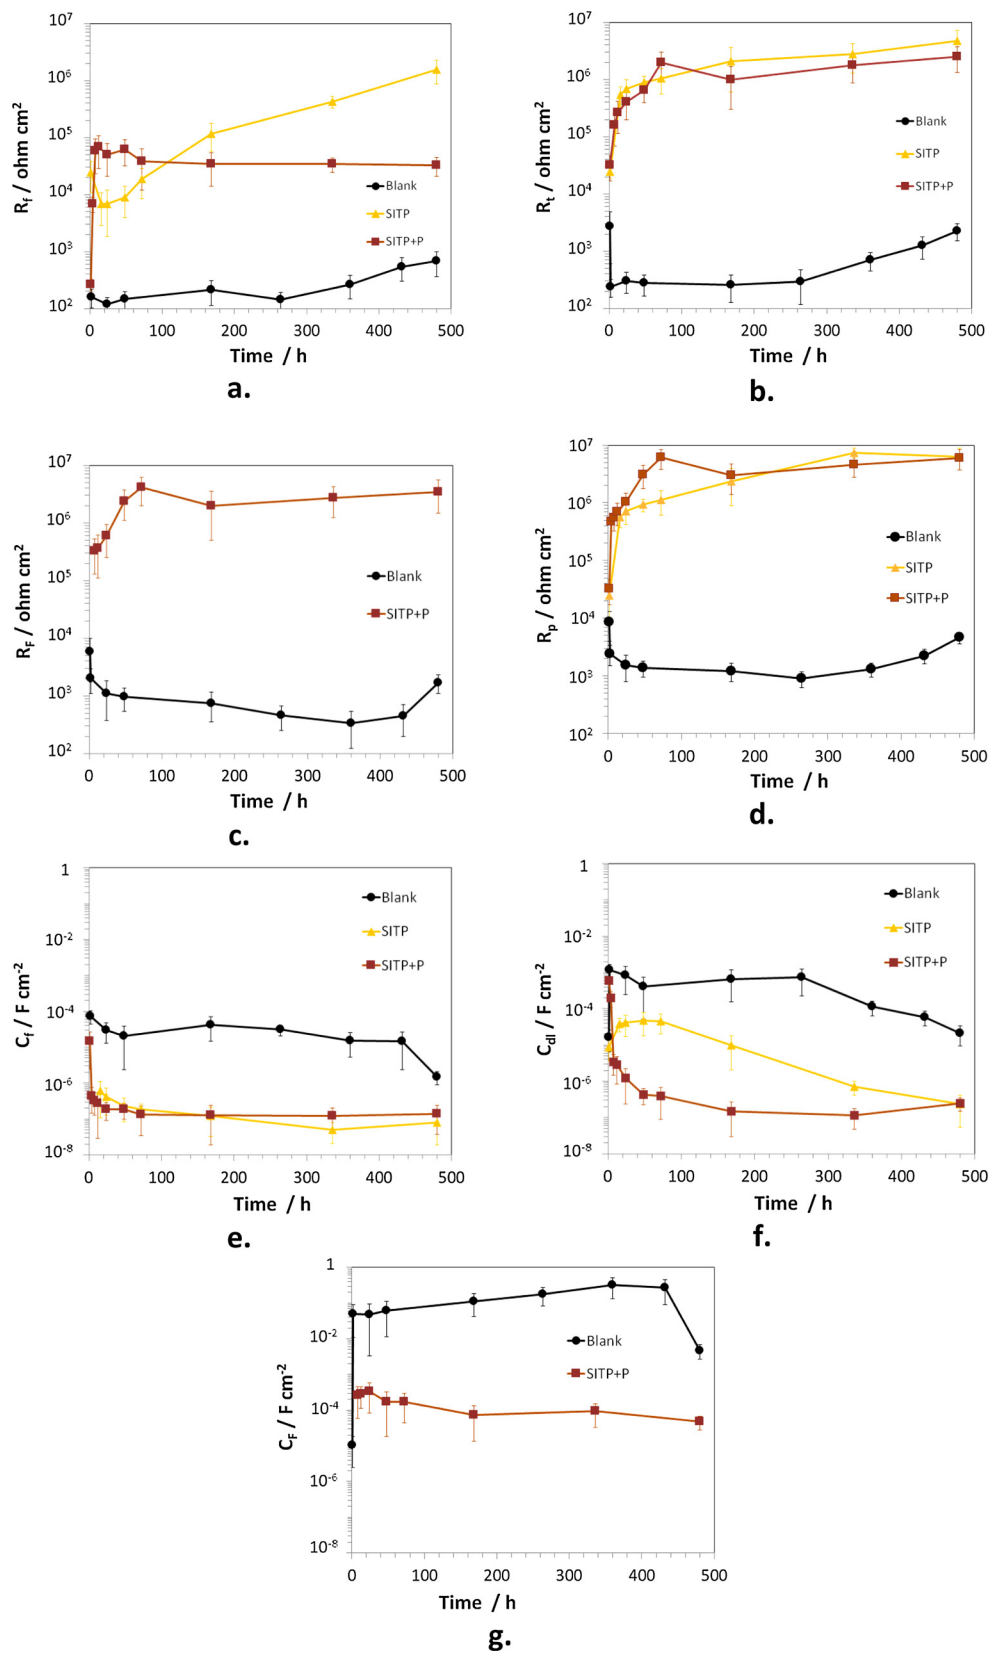 10⁷
10⁶
10⁵
10⁴
10³
10²
R_f / ohm cm²
Blank
SITP
SITP+P
0 100 200 300 400 500
Time / h
a.
10⁷
10⁶
10⁵
10⁴
10³
10²
R_t / ohm cm²
Blank
SITP
SITP+P
0 100 200 300 400 500
Time / h
b.
10⁷
10⁶
10⁵
10⁴
10³
10²
R_F / ohm cm²
Blank
SITP+P
0 100 200 300 400 500
Time / h
c.
10⁷
10⁶
10⁵
10⁴
10³
10²
R_p / ohm cm²
Blank
SITP
SITP+P
0 100 200 300 400 500
Time / h
d.
1
10⁻²
10⁻⁴
10⁻⁶
10⁻⁸
C_f / F cm⁻²
Blank
SITP
SITP+P
0 100 200 300 400 500
Time / h
e.
1
10⁻²
10⁻⁴
10⁻⁶
10⁻⁸
C_dl / F cm⁻²
Blank
SITP
SITP+P
0 100 200 300 400 500
Time / h
f.
1
10⁻²
10⁻⁴
10⁻⁶
10⁻⁸
C_F / F cm⁻²
Blank
SITP+P
0 100 200 300 400 500
Time / h
g.